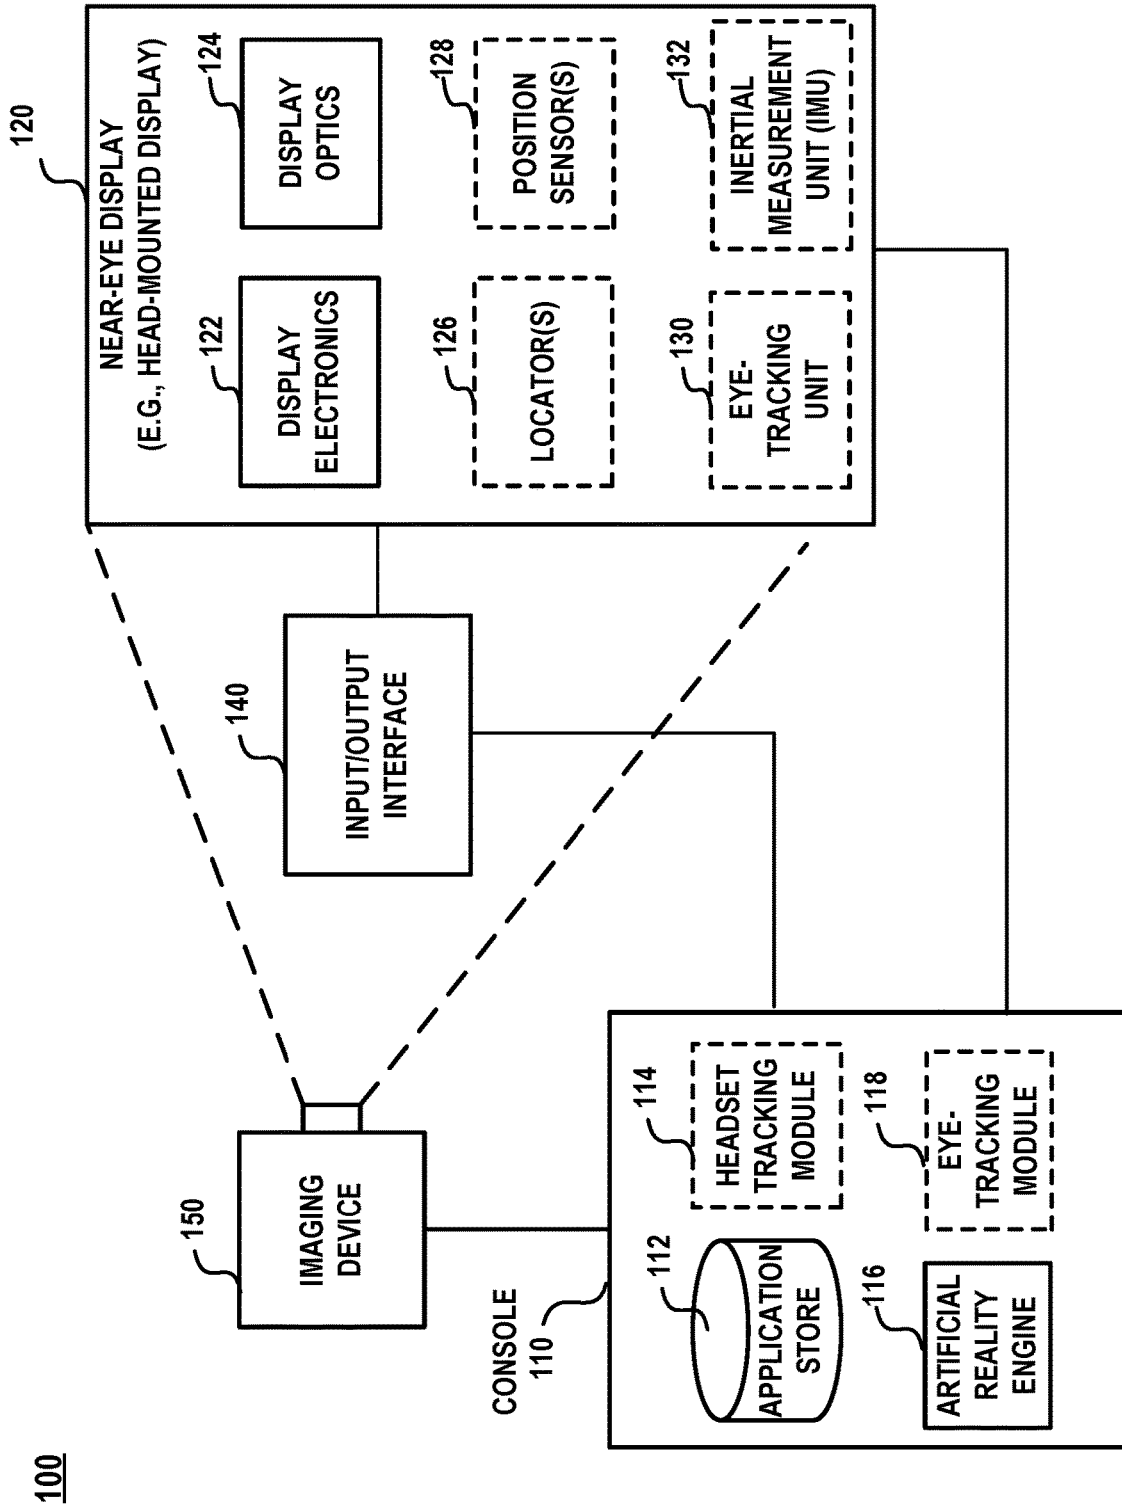 100
150
IMAGING
DEVICE
140
INPUT/OUTPUT
INTERFACE
120
NEAR-EYE DISPLAY
(E.G., HEAD-MOUNTED DISPLAY)
122
DISPLAY
ELECTRONICS
124
DISPLAY
OPTICS
126
LOCATOR(S)
128
POSITION
SENSOR(S)
130
EYE-
TRACKING
UNIT
132
INERTIAL
MEASUREMENT
UNIT (IMU)
CONSOLE
110
112
APPLICATION
STORE
114
HEADSET
TRACKING
MODULE
116
ARTIFICIAL
REALITY
ENGINE
118
EYE-
TRACKING
MODULE